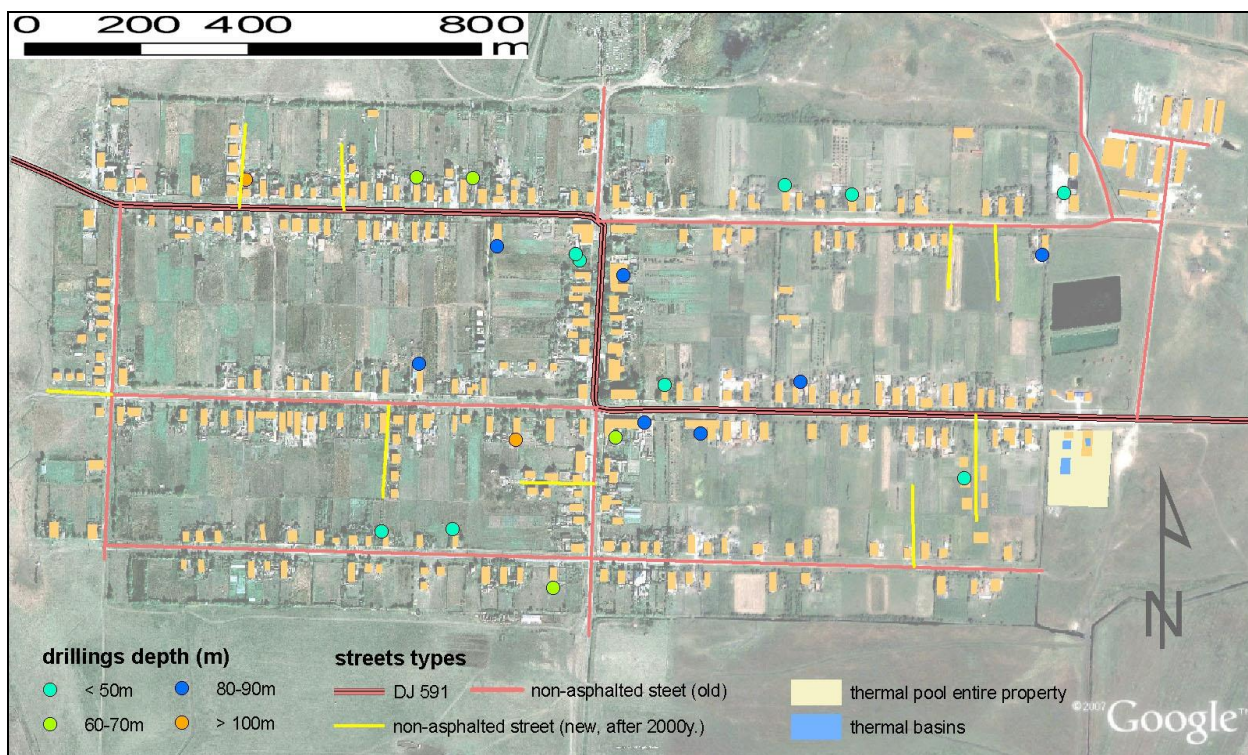 0 200 400 800
m
drillings depth (m)
< 50m
80-90m
60-70m
> 100m
streets types
DJ 591
non-asphalted steet (old)
non-asphalted street (new, after 2000y.)
thermal pool entire property
thermal basins
©2007 Google™
N